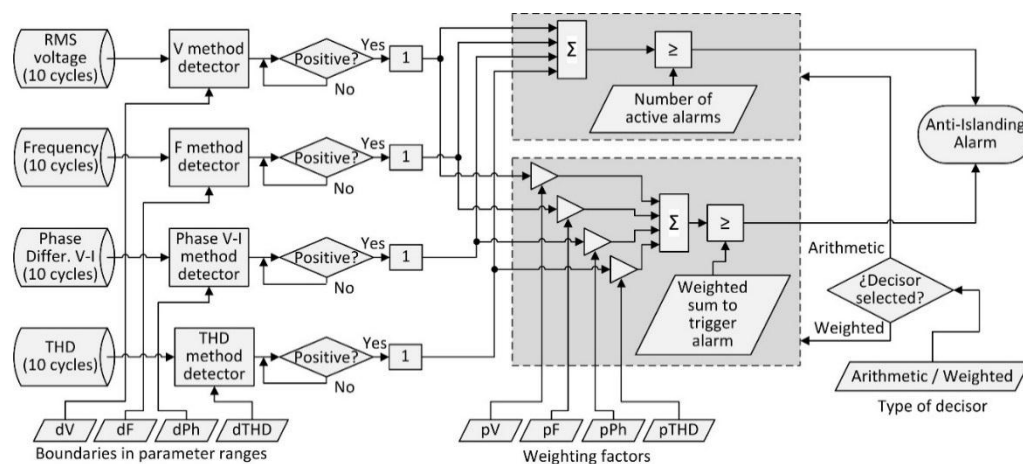 RMS
voltage
(10 cycles)
V method
detector
Positive?
Yes
No
1
Σ
≥
Number of
active alarms
Frequency
(10 cycles)
F method
detector
Positive?
Yes
No
1
Anti-Islanding
Alarm
Phase
Differ. V-I
(10 cycles)
Phase V-I
method
detector
Positive?
Yes
No
1
Σ
≥
Weighted
sum to
trigger
alarm
Arithmetic
¿Decisor
selected?
Weighted
THD
(10 cycles)
THD
method
detector
Positive?
Yes
No
1
Arithmetic / Weighted
Type of decisor
dV
dF
dPh
dTHD
Boundaries in parameter ranges
pV
pF
pPh
pTHD
Weighting factors